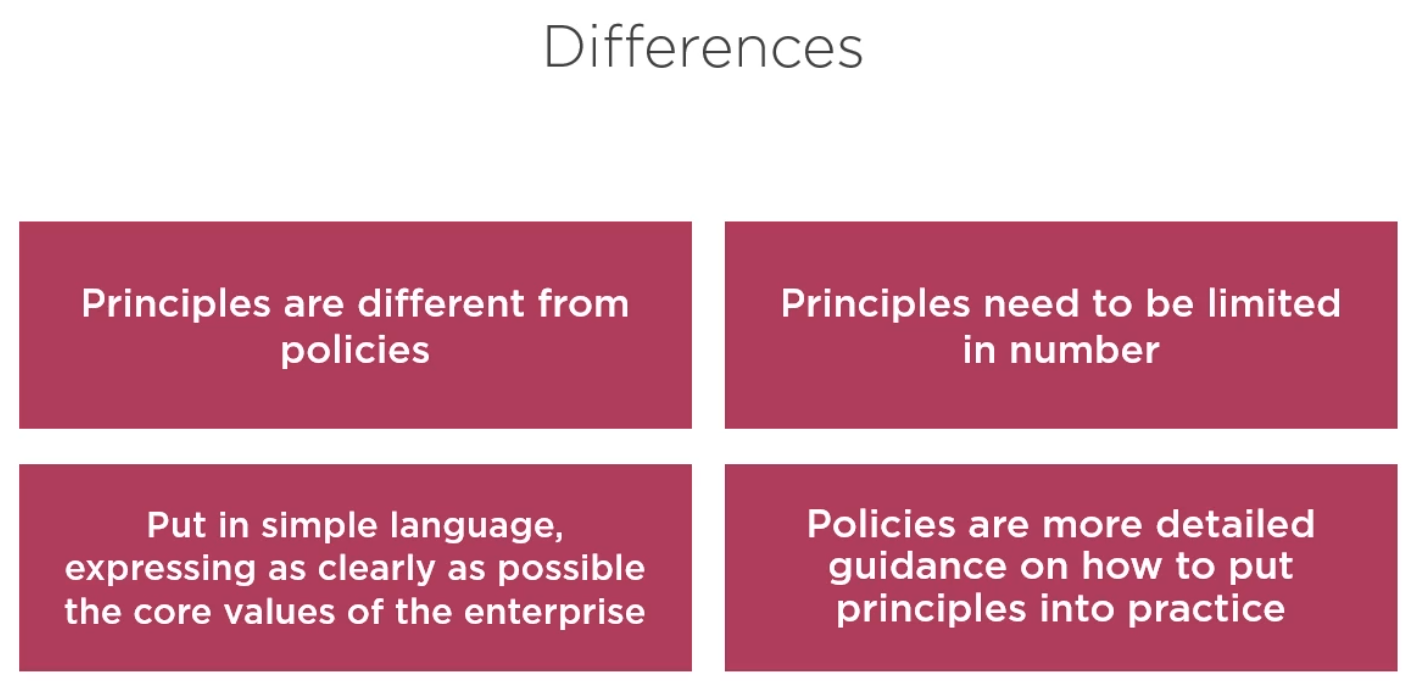 Differences
Principles are different from
policies
Principles need to be limited
in number
Put in simple language,
expressing as clearly as possible
the core values of the enterprise
Policies are more detailed
guidance on how to put
principles into practice